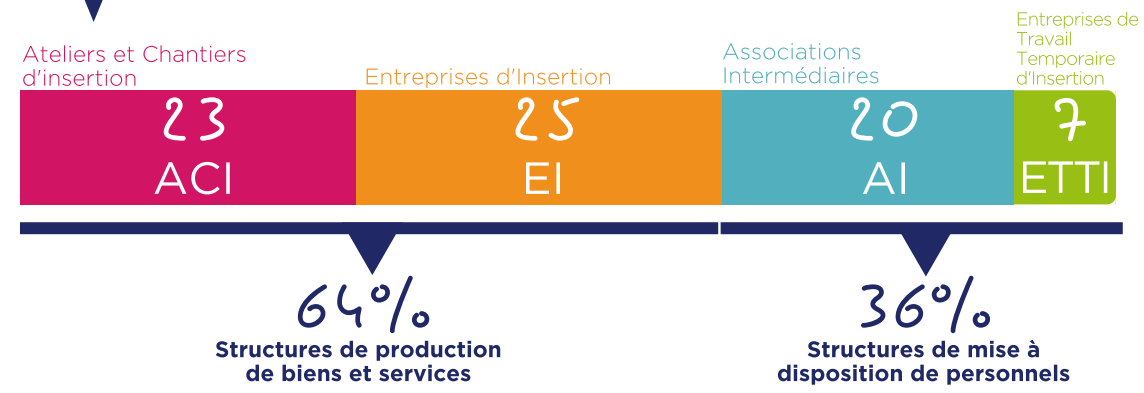 Ateliers et Chantiers
d'insertion
Entreprises d'Insertion
Associations
Intermédiaires
Entreprises de
Travail
Temporaire
d'Insertion
23
ACI
25
EI
20
AI
7
ETTI
64%
Structures de production
de biens et services
36%
Structures de mise à
disposition de personnels